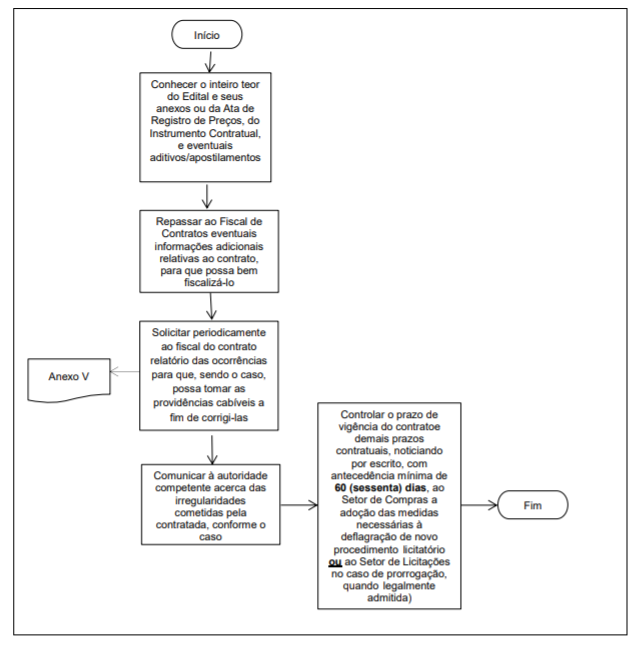 Início
Conhecer o inteiro teor
do Edital e seus
anexos ou da Ata de
Registro de Preços, do
Instrumento Contratual,
e eventuais
aditivos/apostilamentos
Repassar ao Fiscal de
Contratos eventuais
informações adicionais
relativas ao contrato,
para que possa bem
fiscalizá-lo
Solicitar periodicamente
ao fiscal do contrato
relatório das ocorrências
para que, sendo o caso,
possa tomar as
providências cabíveis a
fim de corrigi-las
Anexo V
Comunicar à autoridade
competente acerca das
irregularidades
cometidas pela
contratada, conforme o
caso
Controlar o prazo de
vigência do contratoe
demais prazos
contratuais, noticiando
por escrito, com
antecedência mínima de
60 (sessenta) dias, ao
Setor de Compras a
adoção das medidas
necessárias à
deflagração de novo
procedimento licitatório
ou ao Setor de Licitações
no caso de prorrogação,
quando legalmente
admitida)
Fim